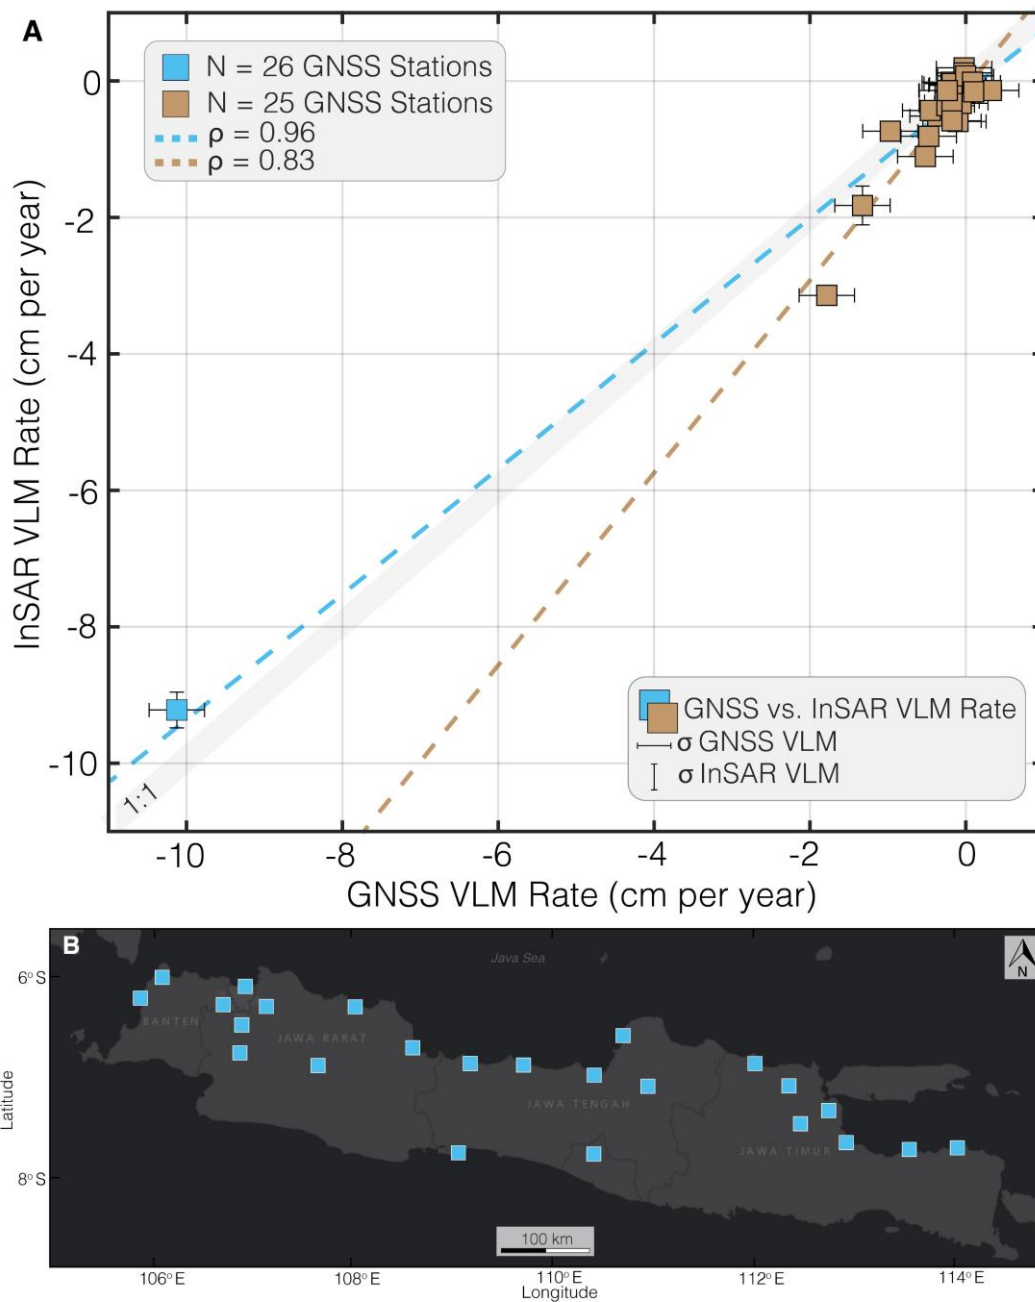 A
N = 26 GNSS Stations
N = 25 GNSS Stations
ρ = 0.96
ρ = 0.83
0
-2
-4
-6
-8
-10
InSAR VLM Rate (cm per year)
GNSS vs. InSAR VLM Rate
σ GNSS VLM
σ InSAR VLM
1:1
-10
-8
-6
-4
-2
0
GNSS VLM Rate (cm per year)
B
Java Sea
N
6°S
BANTEN
JAWA BARAT
JAWA TENGAH
JAWA TIMUR
Latitude
8°S
100 km
106°E
108°E
110°E
112°E
114°E
Longitude